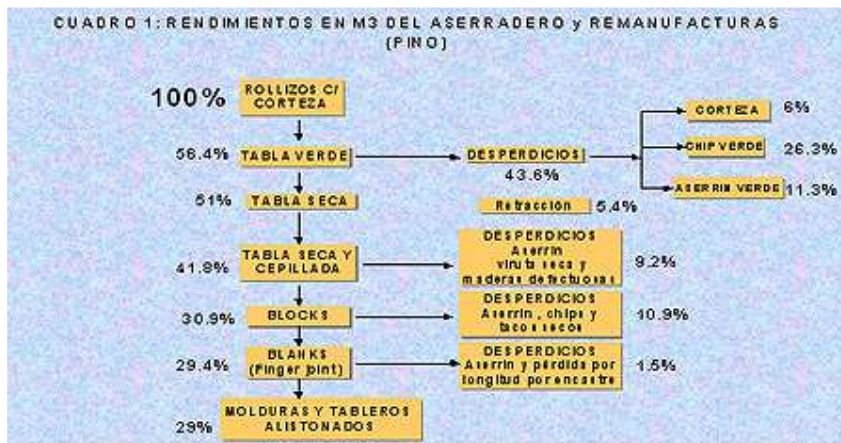 CUADRO 1: RENDIMIENTOS EN M3 DEL ASERRADERO y REMANUFACTURAS
(PINO)
100%
ROLLIZOS C/
CORTEZA
CORTEZA
6%
56.4%
TABLA VERDE
DESPERDICIOS
43.6%
CHIP VERDE
26.3%
ASERRIN VERDE
11.3%
51%
TABLA SECA
Retracción
5.4%
41.8%
TABLA SECA Y
CEPILLADA
DESPERDICIOS
Aserrin
viruta seca y
maderas defectuosas
9.2%
30.9%
BLOCKS
DESPERDICIOS
Aserrin, chips y
tacos secos
10.9%
29.4%
BLANKS
(Finger joint)
DESPERDICIOS
Aserrin y pérdida por
longitud por encastre
1.5%
29%
MOLDURAS Y TABLEROS
ALISTONADOS